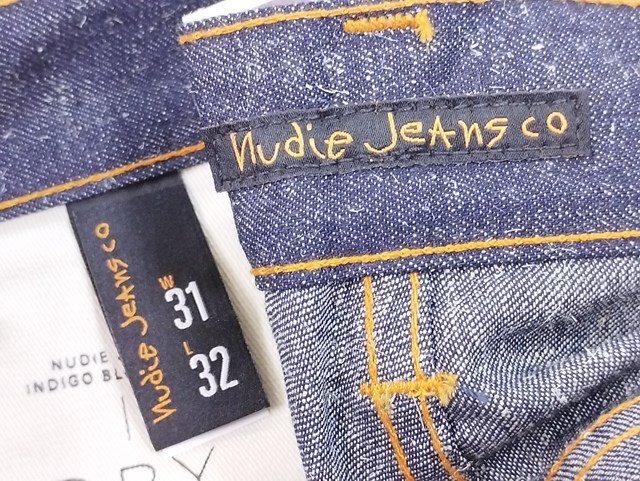 Nudie Jeans co
Nudie Jeans co
W
31
L
32
NUDIE
INDIGO BL